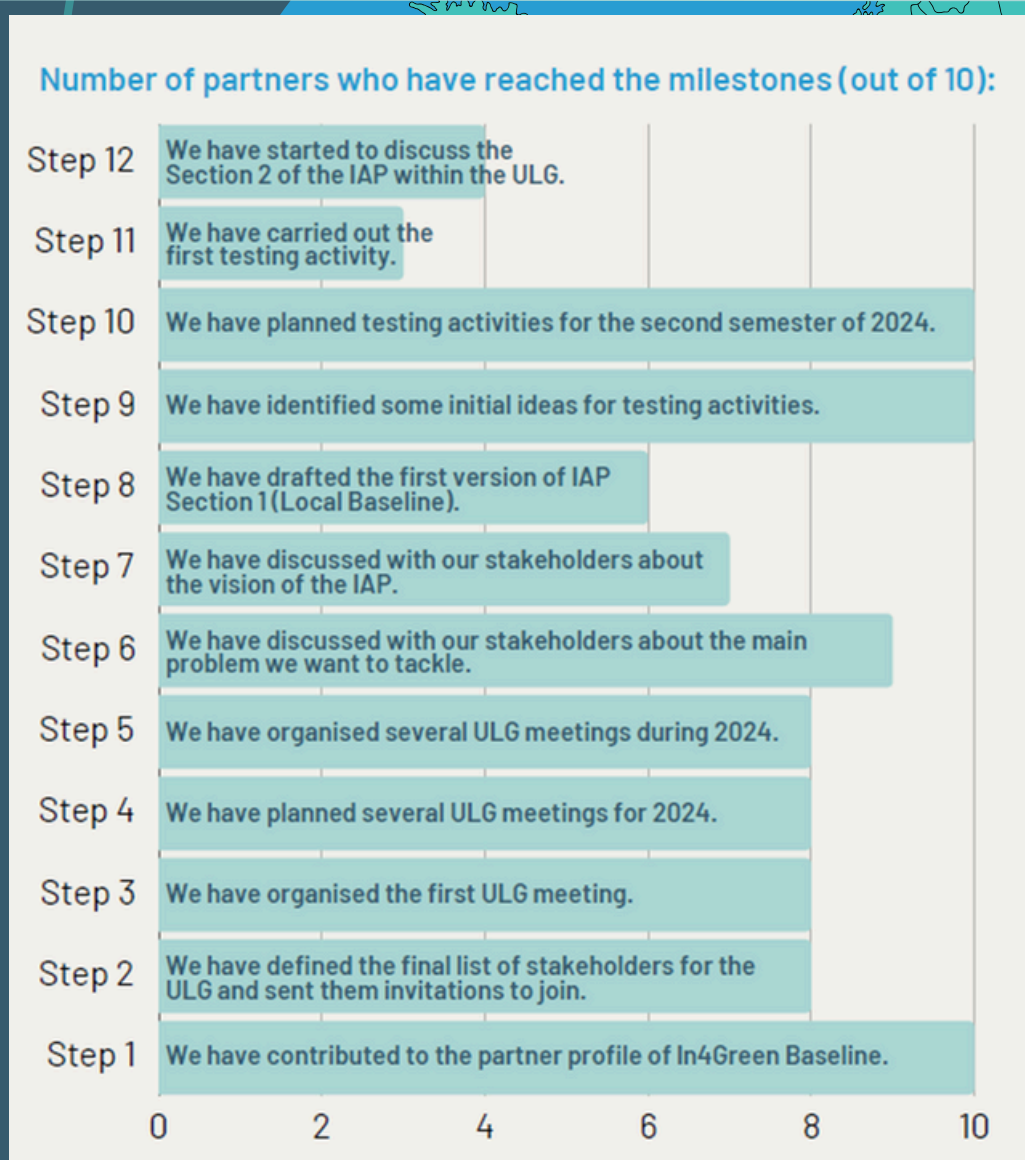 Number of partners who have reached the milestones (out of 10):
Step 12
We have started to discuss the
Section 2 of the IAP within the ULG.
Step 11
We have carried out the
first testing activity.
Step 10
We have planned testing activities for the second semester of 2024.
Step 9
We have identified some initial ideas for testing activities.
Step 8
We have drafted the first version of IAP
Section 1 (Local Baseline).
Step 7
We have discussed with our stakeholders about
the vision of the IAP.
Step 6
We have discussed with our stakeholders about the main
problem we want to tackle.
Step 5
We have organised several ULG meetings during 2024.
Step 4
We have planned several ULG meetings for 2024.
Step 3
We have organised the first ULG meeting.
Step 2
We have defined the final list of stakeholders for the
ULG and sent them invitations to join.
Step 1
We have contributed to the partner profile of In4Green Baseline.
0 2 4 6 8 10